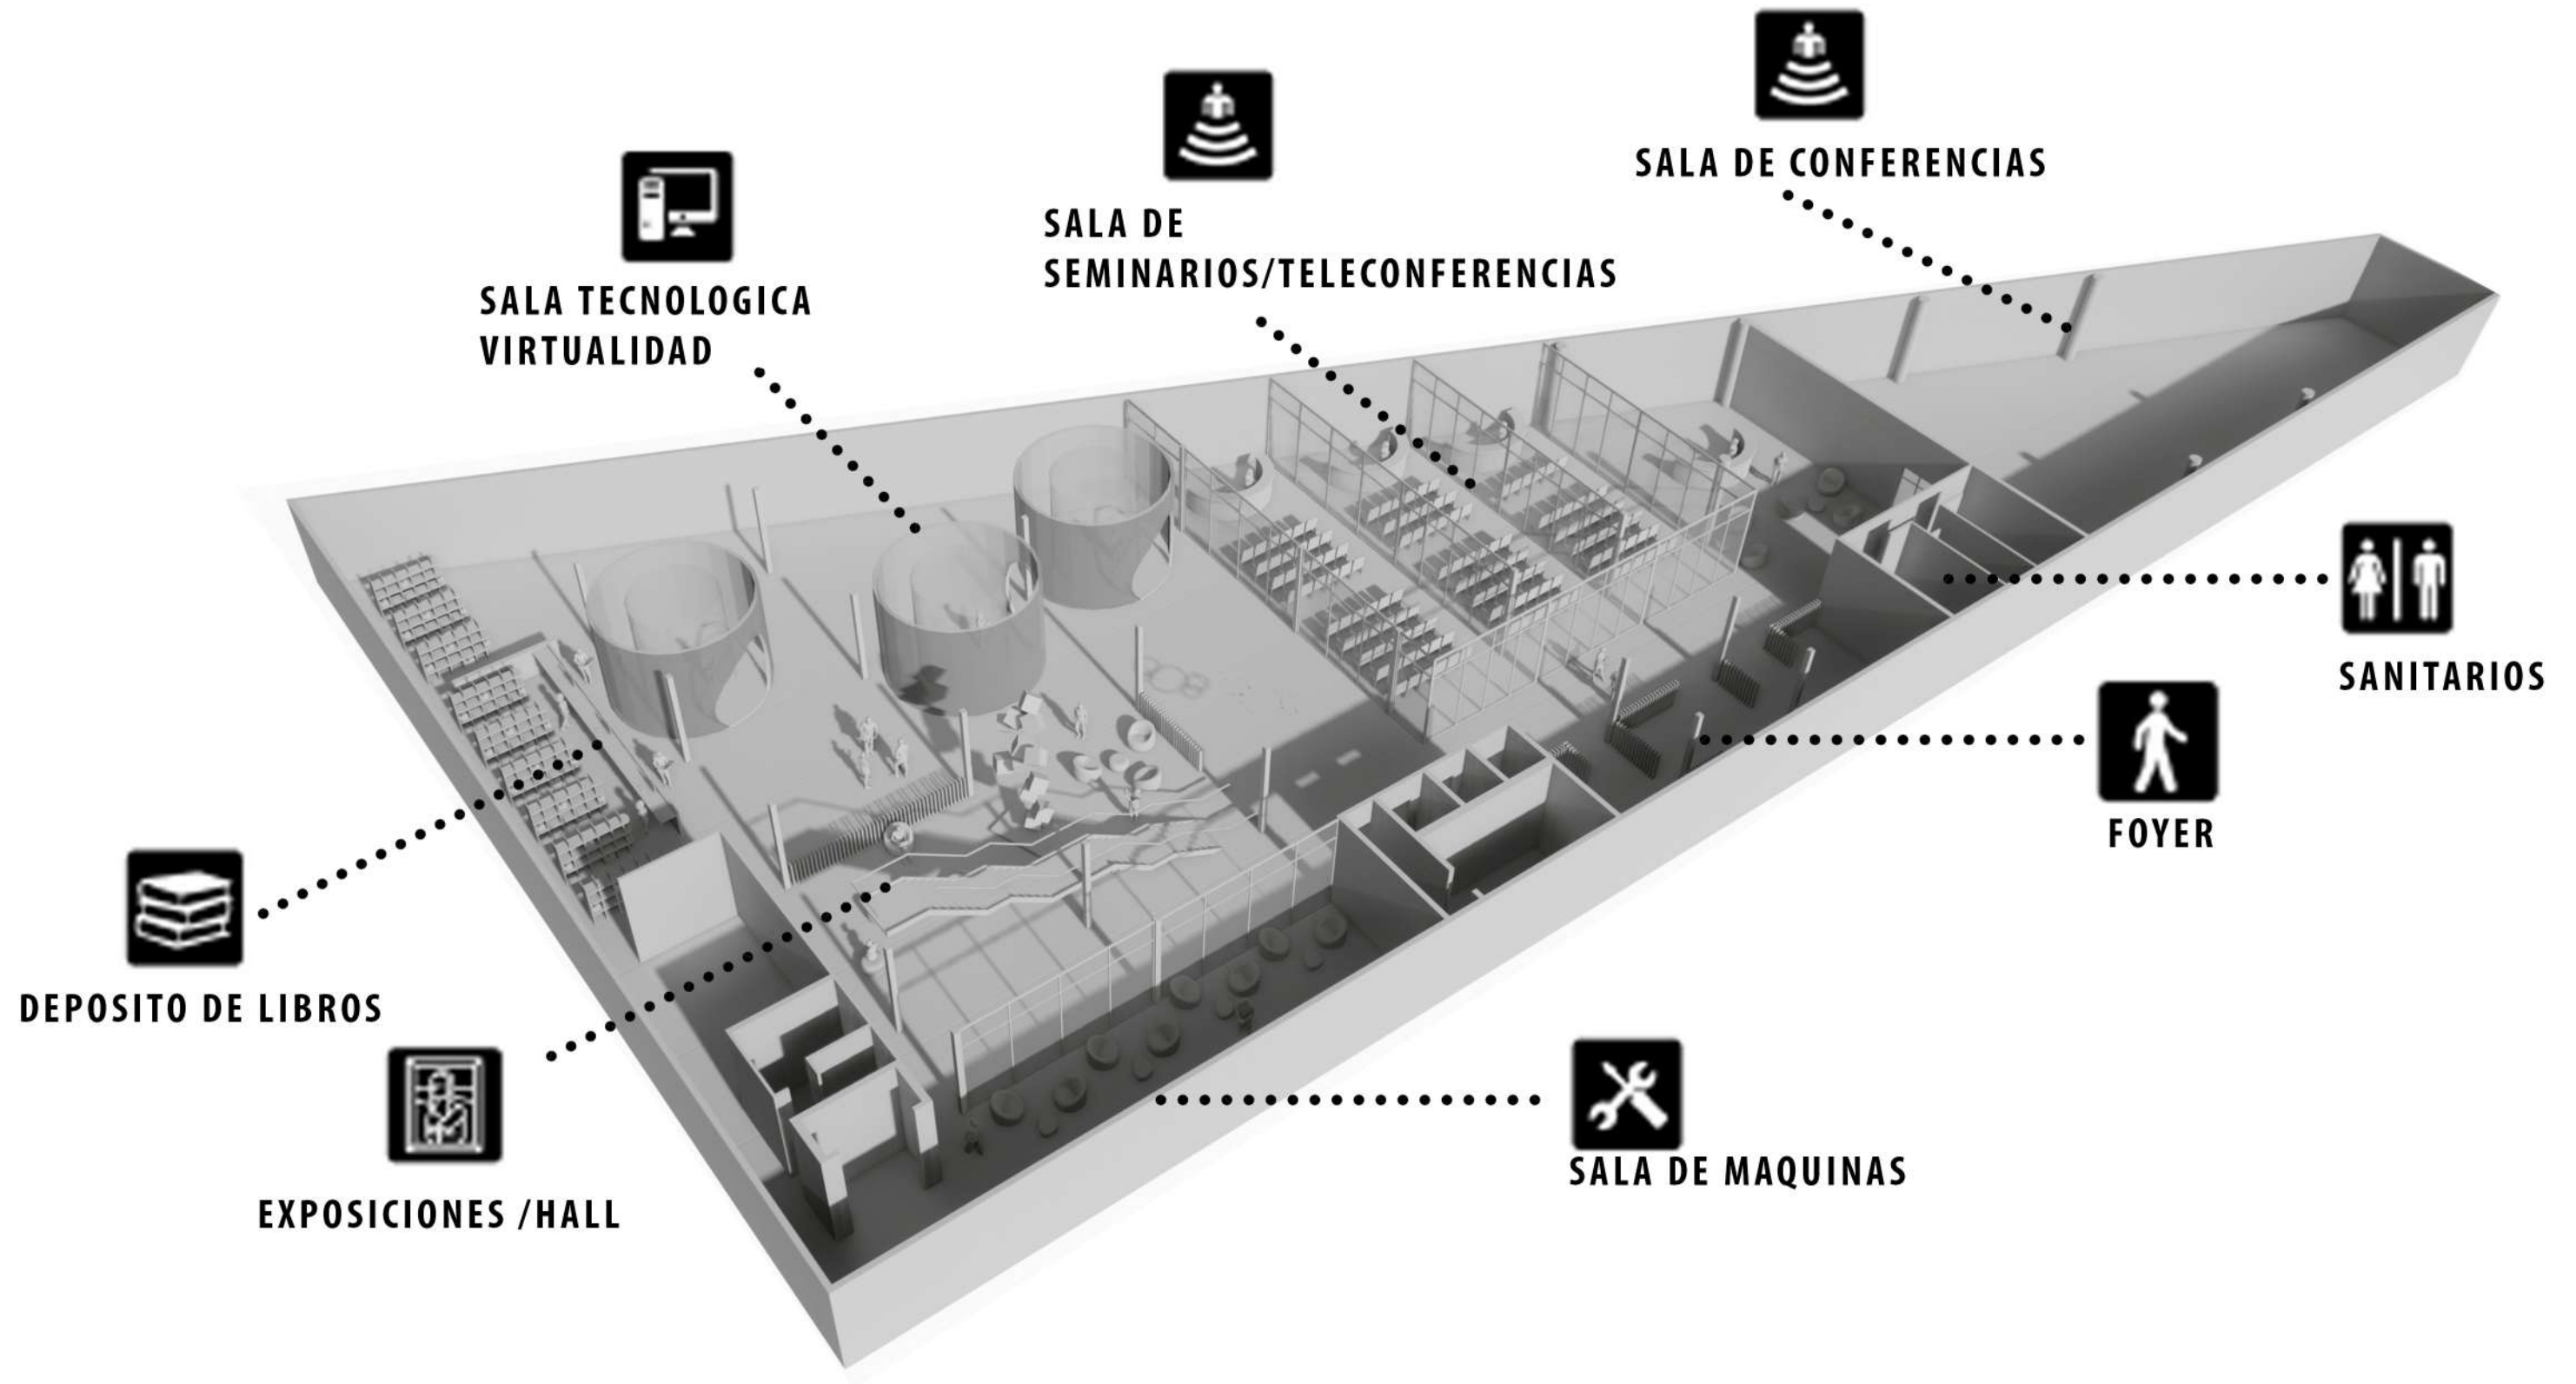 SALA DE CONFERENCIAS
SALA DE
SEMINARIOS/TELECONFERENCIAS
SALA TECNOLOGICA
VIRTUALIDAD
SANITARIOS
FOYER
DEPOSITO DE LIBROS
SALA DE MAQUINAS
EXPOSICIONES /HALL